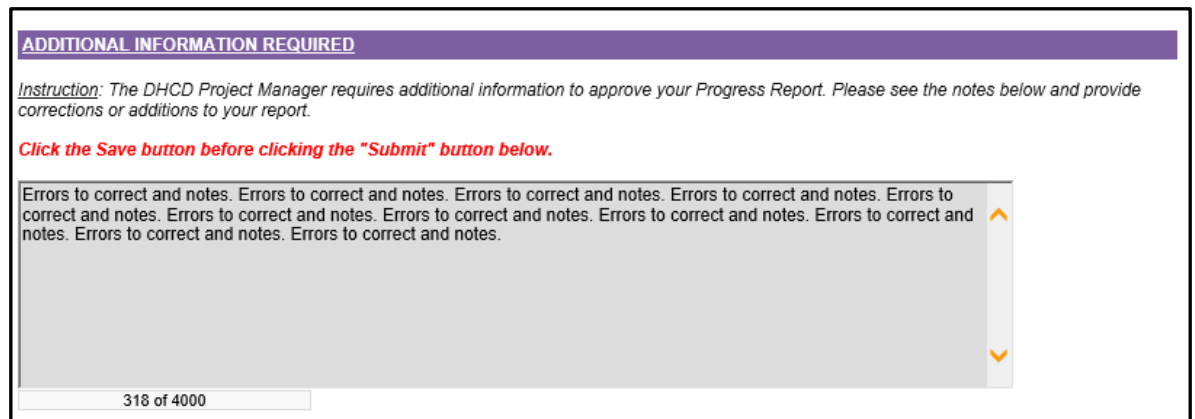 ADDITIONAL INFORMATION REQUIRED
Instruction: The DHCD Project Manager requires additional information to approve your Progress Report. Please see the notes below and provide
corrections or additions to your report.
Click the Save button before clicking the "Submit" button below.
Errors to correct and notes. Errors to correct and notes. Errors to correct and notes. Errors to correct and notes. Errors to
correct and notes. Errors to correct and notes. Errors to correct and notes. Errors to correct and notes. Errors to correct and
notes. Errors to correct and notes. Errors to correct and notes.
318 of 4000